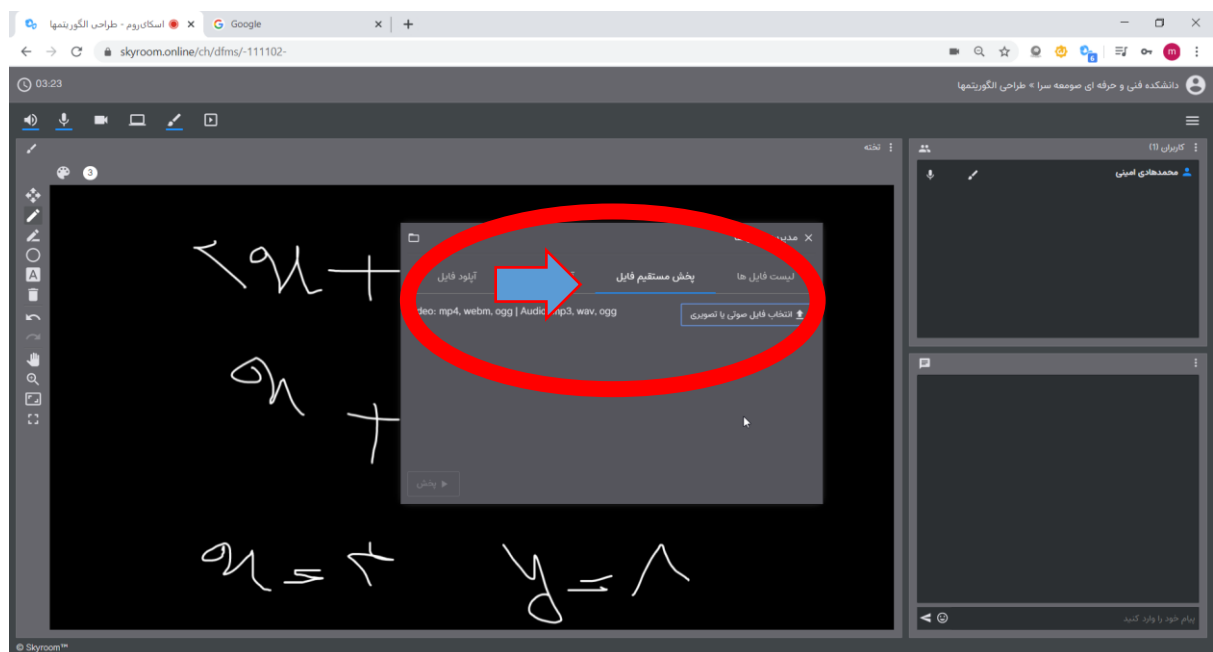 اسکای‌روم - طراحی الگوریتمها
Google
skyroom.online/ch/dfms/-111102-
6
m
03:23
دانشکده فنی و حرفه ای صومعه سرا » طراحی الگوریتمها
تخته
3
کاربران (1)
محمدهادی امینی
لیست فایل ها
پخش مستقیم فایل
آپلود فایل
انتخاب فایل صوتی یا تصویری
mp4, webm, ogg | Audio: mp3, wav, ogg
پخش
۲x +
x +
x = ۲ y = ۸
پیام خود را وارد کنید
© Skyroom™